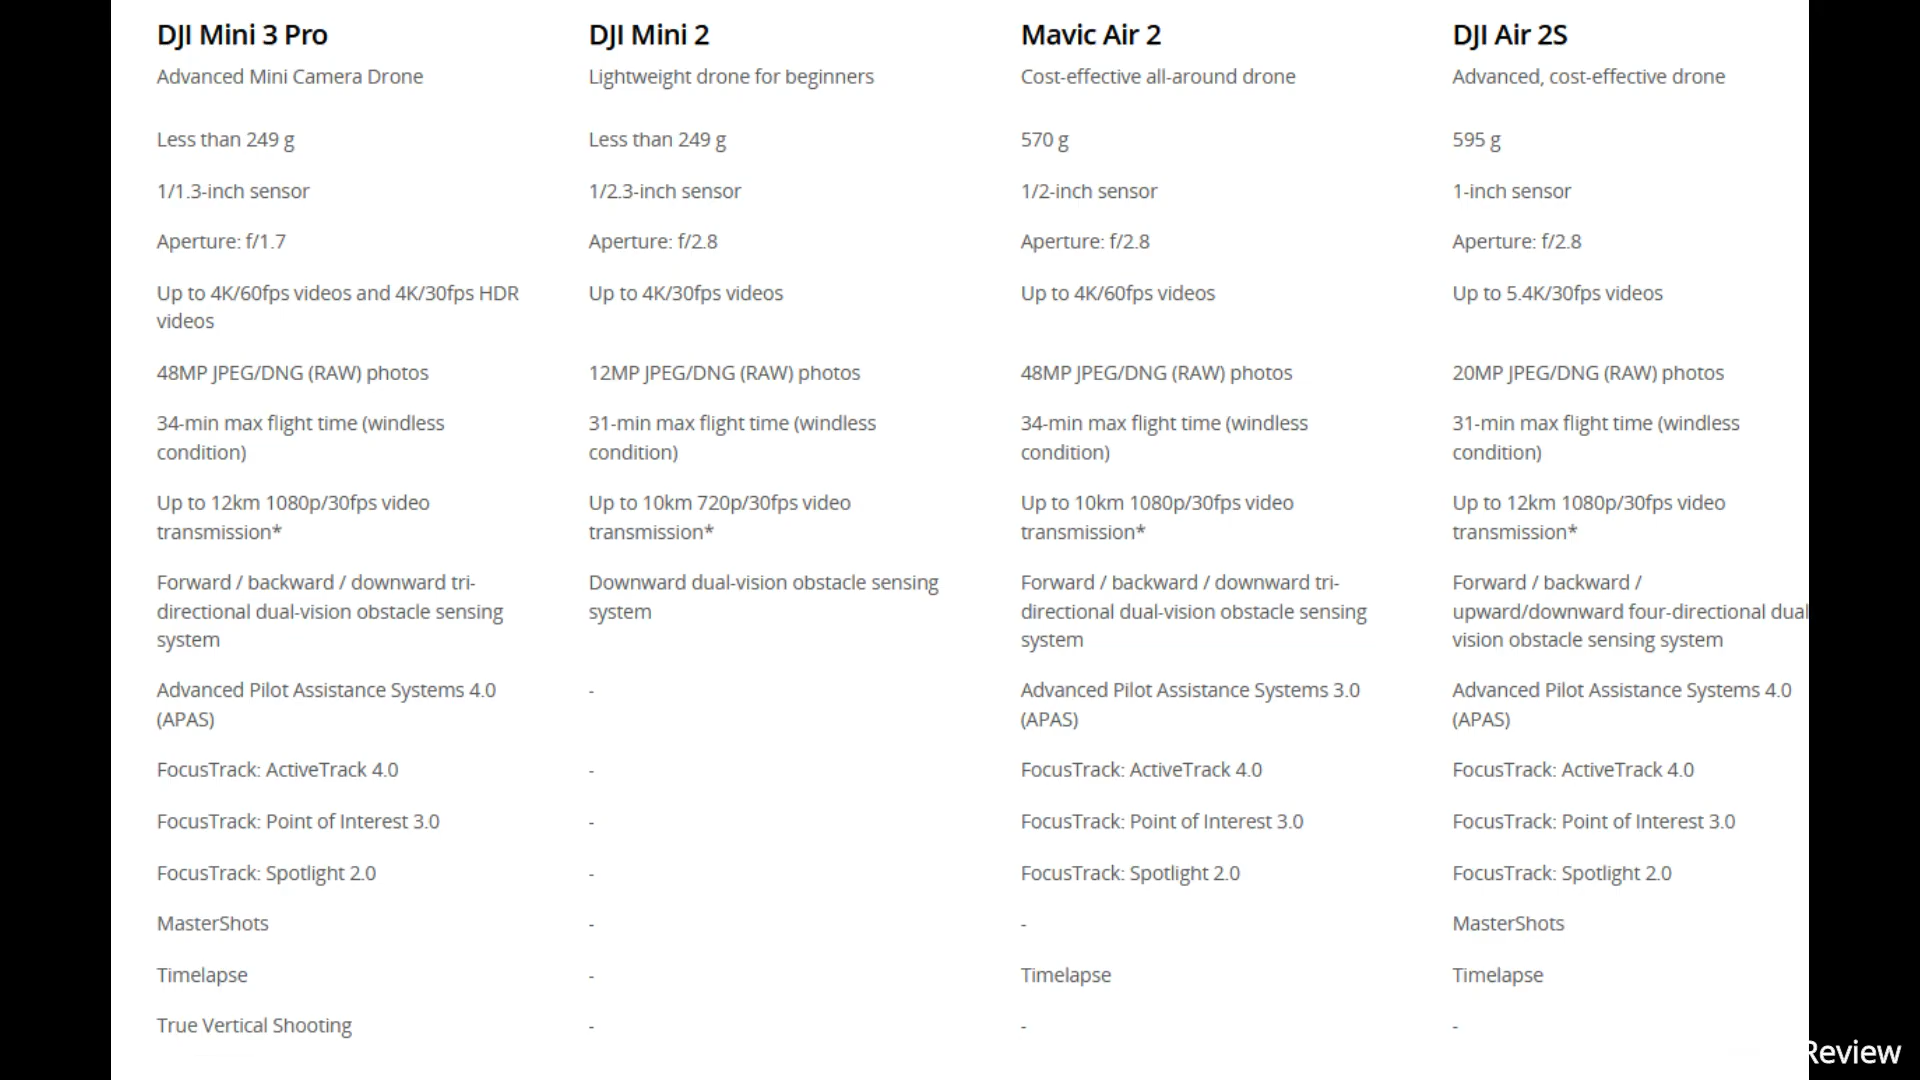 DJI Mini 3 Pro
DJI Mini 2
Mavic Air 2
DJI Air 2S
Advanced Mini Camera Drone
Lightweight drone for beginners
Cost-effective all-around drone
Advanced, cost-effective drone
Less than 249 g
Less than 249 g
570 g
595 g
1/1.3-inch sensor
1/2.3-inch sensor
1/2-inch sensor
1-inch sensor
Aperture: f/1.7
Aperture: f/2.8
Aperture: f/2.8
Aperture: f/2.8
Up to 4K/60fps videos and 4K/30fps HDR
videos
Up to 4K/30fps videos
Up to 4K/60fps videos
Up to 5.4K/30fps videos
48MP JPEG/DNG (RAW) photos
12MP JPEG/DNG (RAW) photos
48MP JPEG/DNG (RAW) photos
20MP JPEG/DNG (RAW) photos
34-min max flight time (windless
condition)
31-min max flight time (windless
condition)
34-min max flight time (windless
condition)
31-min max flight time (windless
condition)
Up to 12km 1080p/30fps video
transmission*
Up to 10km 720p/30fps video
transmission*
Up to 10km 1080p/30fps video
transmission*
Up to 12km 1080p/30fps video
transmission*
Forward / backward / downward tri-
directional dual-vision obstacle sensing
system
Downward dual-vision obstacle sensing
system
Forward / backward / downward tri-
directional dual-vision obstacle sensing
system
Forward / backward /
upward/downward four-directional dual
vision obstacle sensing system
Advanced Pilot Assistance Systems 4.0
(APAS)
-
Advanced Pilot Assistance Systems 3.0
(APAS)
Advanced Pilot Assistance Systems 4.0
(APAS)
FocusTrack: ActiveTrack 4.0
-
FocusTrack: ActiveTrack 4.0
FocusTrack: ActiveTrack 4.0
FocusTrack: Point of Interest 3.0
-
FocusTrack: Point of Interest 3.0
FocusTrack: Point of Interest 3.0
FocusTrack: Spotlight 2.0
-
FocusTrack: Spotlight 2.0
FocusTrack: Spotlight 2.0
MasterShots
-
-
MasterShots
Timelapse
-
Timelapse
Timelapse
True Vertical Shooting
-
-
-
Review